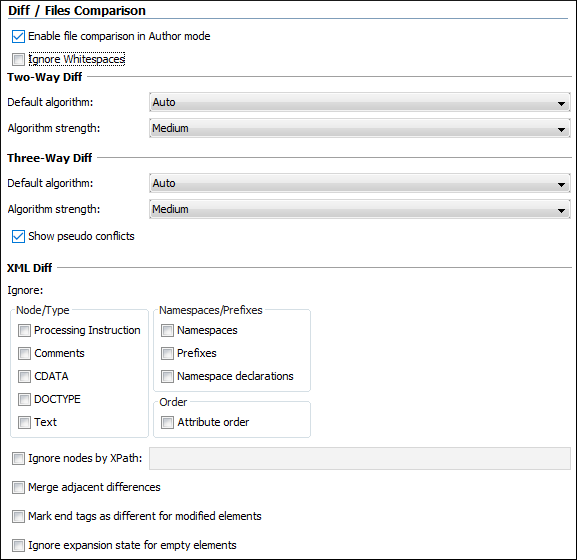 Diff / Files Comparison
Enable file comparison in Author mode
Ignore Whitespaces
Two-Way Diff
Default algorithm: Auto
Algorithm strength: Medium
Three-Way Diff
Default algorithm: Auto
Algorithm strength: Medium
Show pseudo conflicts
XML Diff
Ignore:
Node/Type
Processing Instruction
Comments
CDATA
DOCTYPE
Text
Namespaces/Prefixes
Namespaces
Prefixes
Namespace declarations
Order
Attribute order
Ignore nodes by XPath:
Merge adjacent differences
Mark end tags as different for modified elements
Ignore expansion state for empty elements